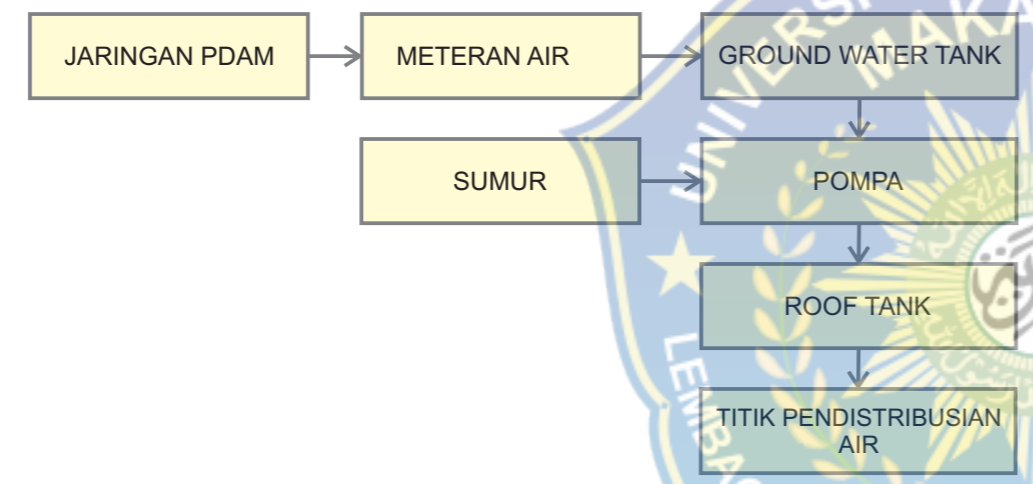 JARINGAN PDAM
METERAN AIR
GROUND WATER TANK
SUMUR
POMPA
ROOF TANK
TITIK PENDISTRIBUSIAN
AIR